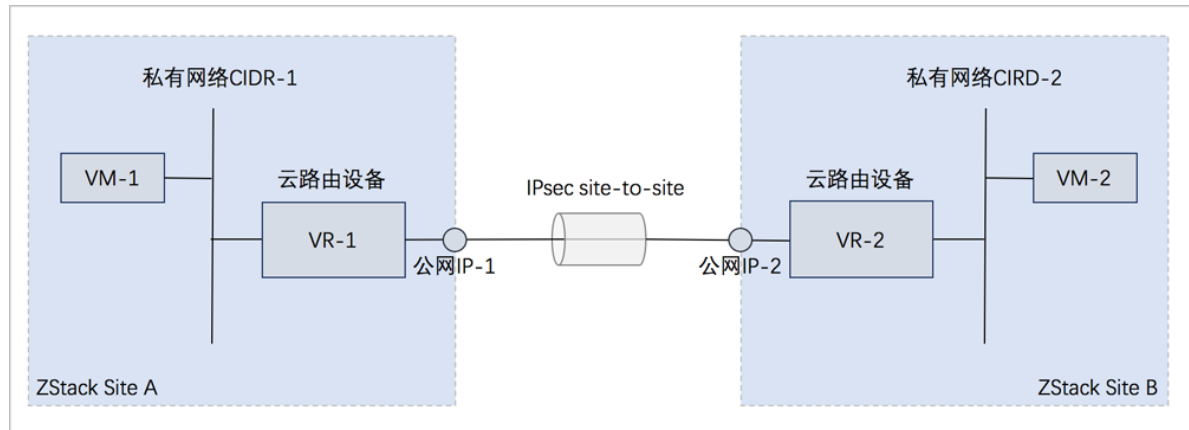 私有网络CIDR-1
私有网络CIRD-2
VM-1
云路由设备
IPsec site-to-site
云路由设备
VM-2
VR-1
VR-2
公网IP-1
公网IP-2
ZStack Site A
ZStack Site B